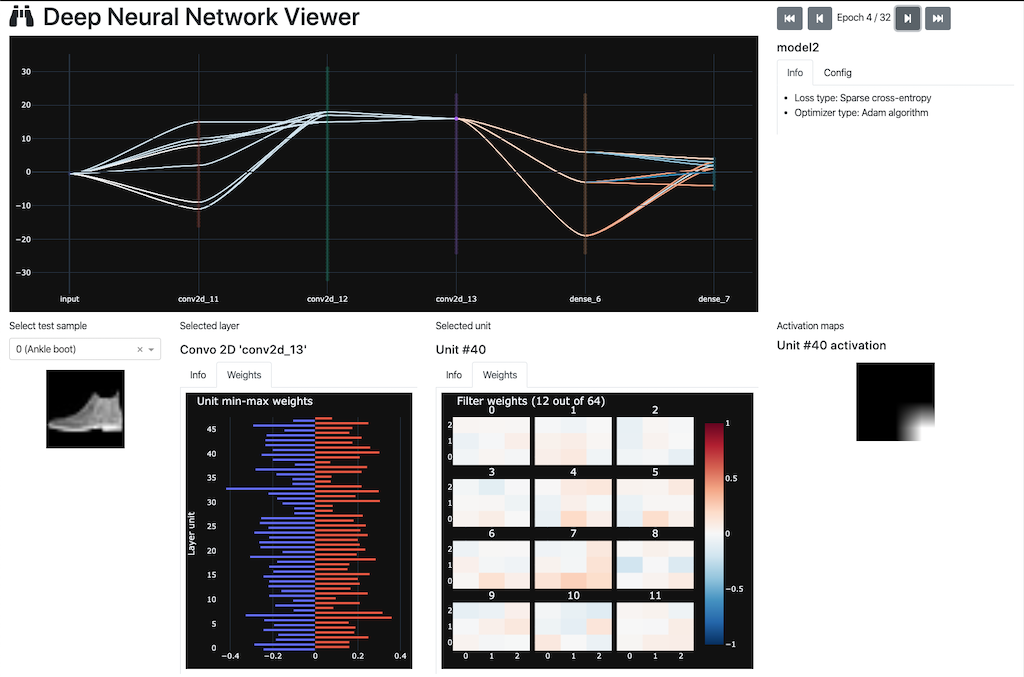 Deep Neural Network Viewer
Epoch 4 / 32
model2
Info
Config
Loss type: Sparse cross-entropy
Optimizer type: Adam algorithm
30
20
10
0
−10
−20
−30
input
conv2d_11
conv2d_12
conv2d_13
dense_6
dense_7
Select test sample
0 (Ankle boot)
Selected layer
Convo 2D 'conv2d_13'
Info
Weights
Unit min-max weights
Layer unit
45
40
35
30
25
20
15
10
5
0
−0.4
−0.2
0
0.2
0.4
Selected unit
Unit #40
Info
Weights
Filter weights (12 out of 64)
0
1
2
2
1
0
3
4
5
2
1
0
6
7
8
2
1
0
9
10
11
2
1
0
0
1
2
0
1
2
0
1
2
1
0.5
0
−0.5
−1
Activation maps
Unit #40 activation